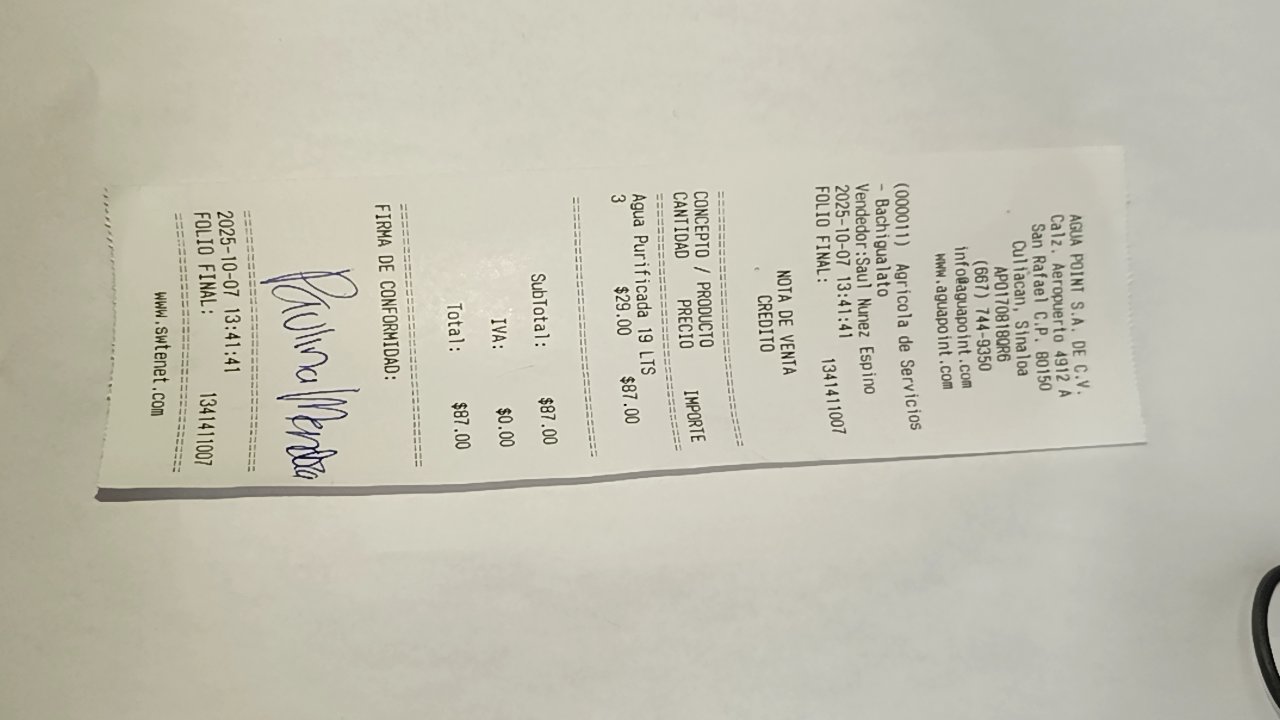 AGUA POINT S.A. DE C.V.
Calz. Aeropuerto 4912 A
San Rafael C.P. 80150
Culiacan, Sinaloa
APO170818QR6
(667) 744-9350
info@aguapoint.com
www.aguapoint.com
((000011) Agricola de Servicios
- Bachigualato
Vendedor:Saul Nunez Espino
2025-10-07 13:41:41
FOLIO FINAL: 1341411007
NOTA DE VENTA
CREDITO
CONCEPTO / PRODUCTO
CANTIDAD PRECIO IMPORTE
Agua Purificada 19 LTS
3 $29.00 $87.00
SubTotal: $87.00
IVA: $0.00
Total: $87.00
FIRMA DE CONFORMIDAD:
Paulina Mendoza
2025-10-07 13:41:41
FOLIO FINAL: 1341411007
www.swtenet.com